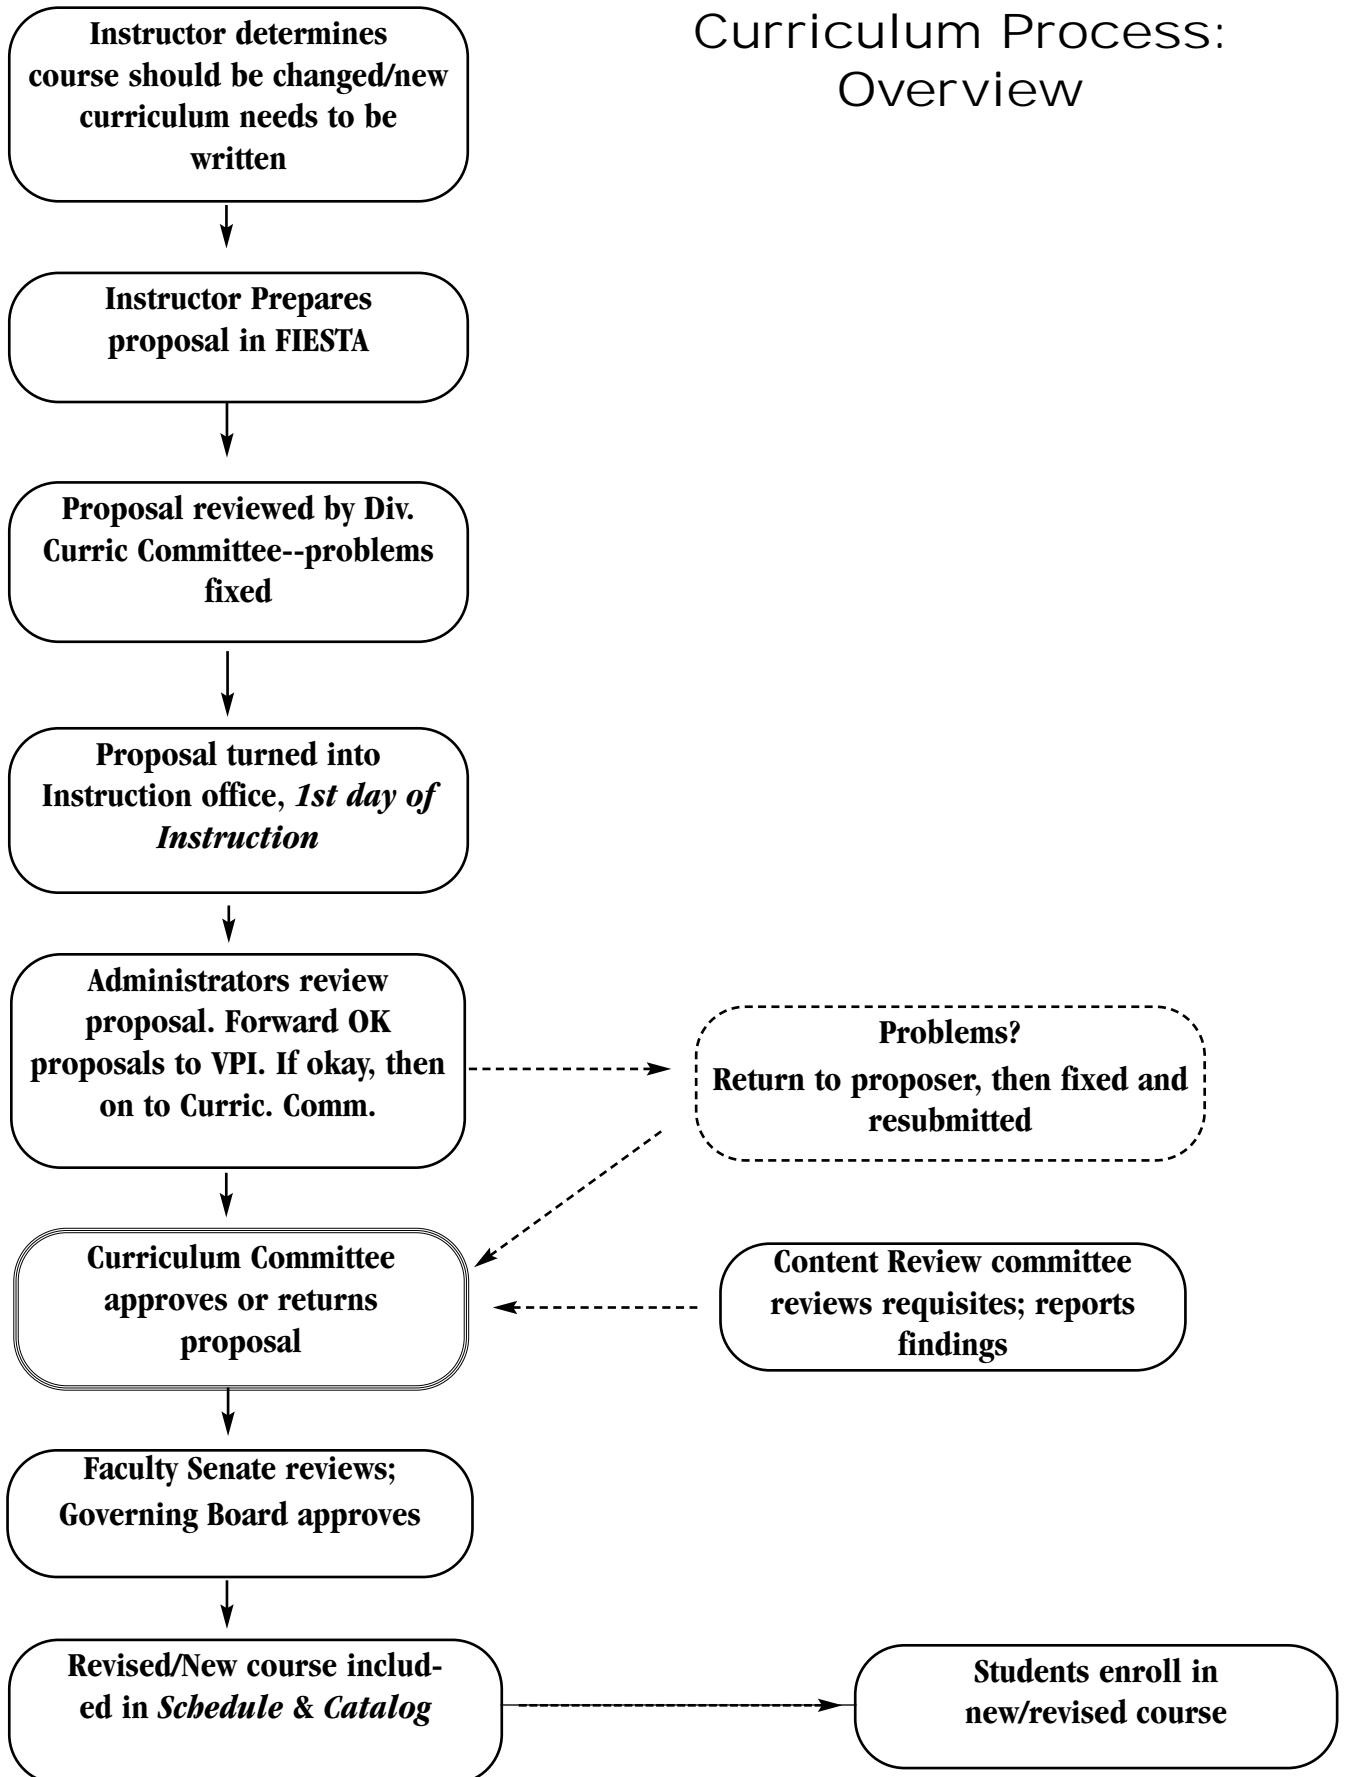 Curriculum Process:
Overview
Instructor determines
course should be changed/new
curriculum needs to be
written
Instructor Prepares
proposal in FIESTA
Proposal reviewed by Div.
Curric Committee--problems
fixed
Proposal turned into
Instruction office, 1st day of
Instruction
Administrators review
proposal. Forward OK
proposals to VPI. If okay, then
on to Curric. Comm.
Problems?
Return to proposer, then fixed and
resubmitted
Curriculum Committee
approves or returns
proposal
Content Review committee
reviews requisites; reports
findings
Faculty Senate reviews;
Governing Board approves
Revised/New course includ-
ed in Schedule & Catalog
Students enroll in
new/revised course